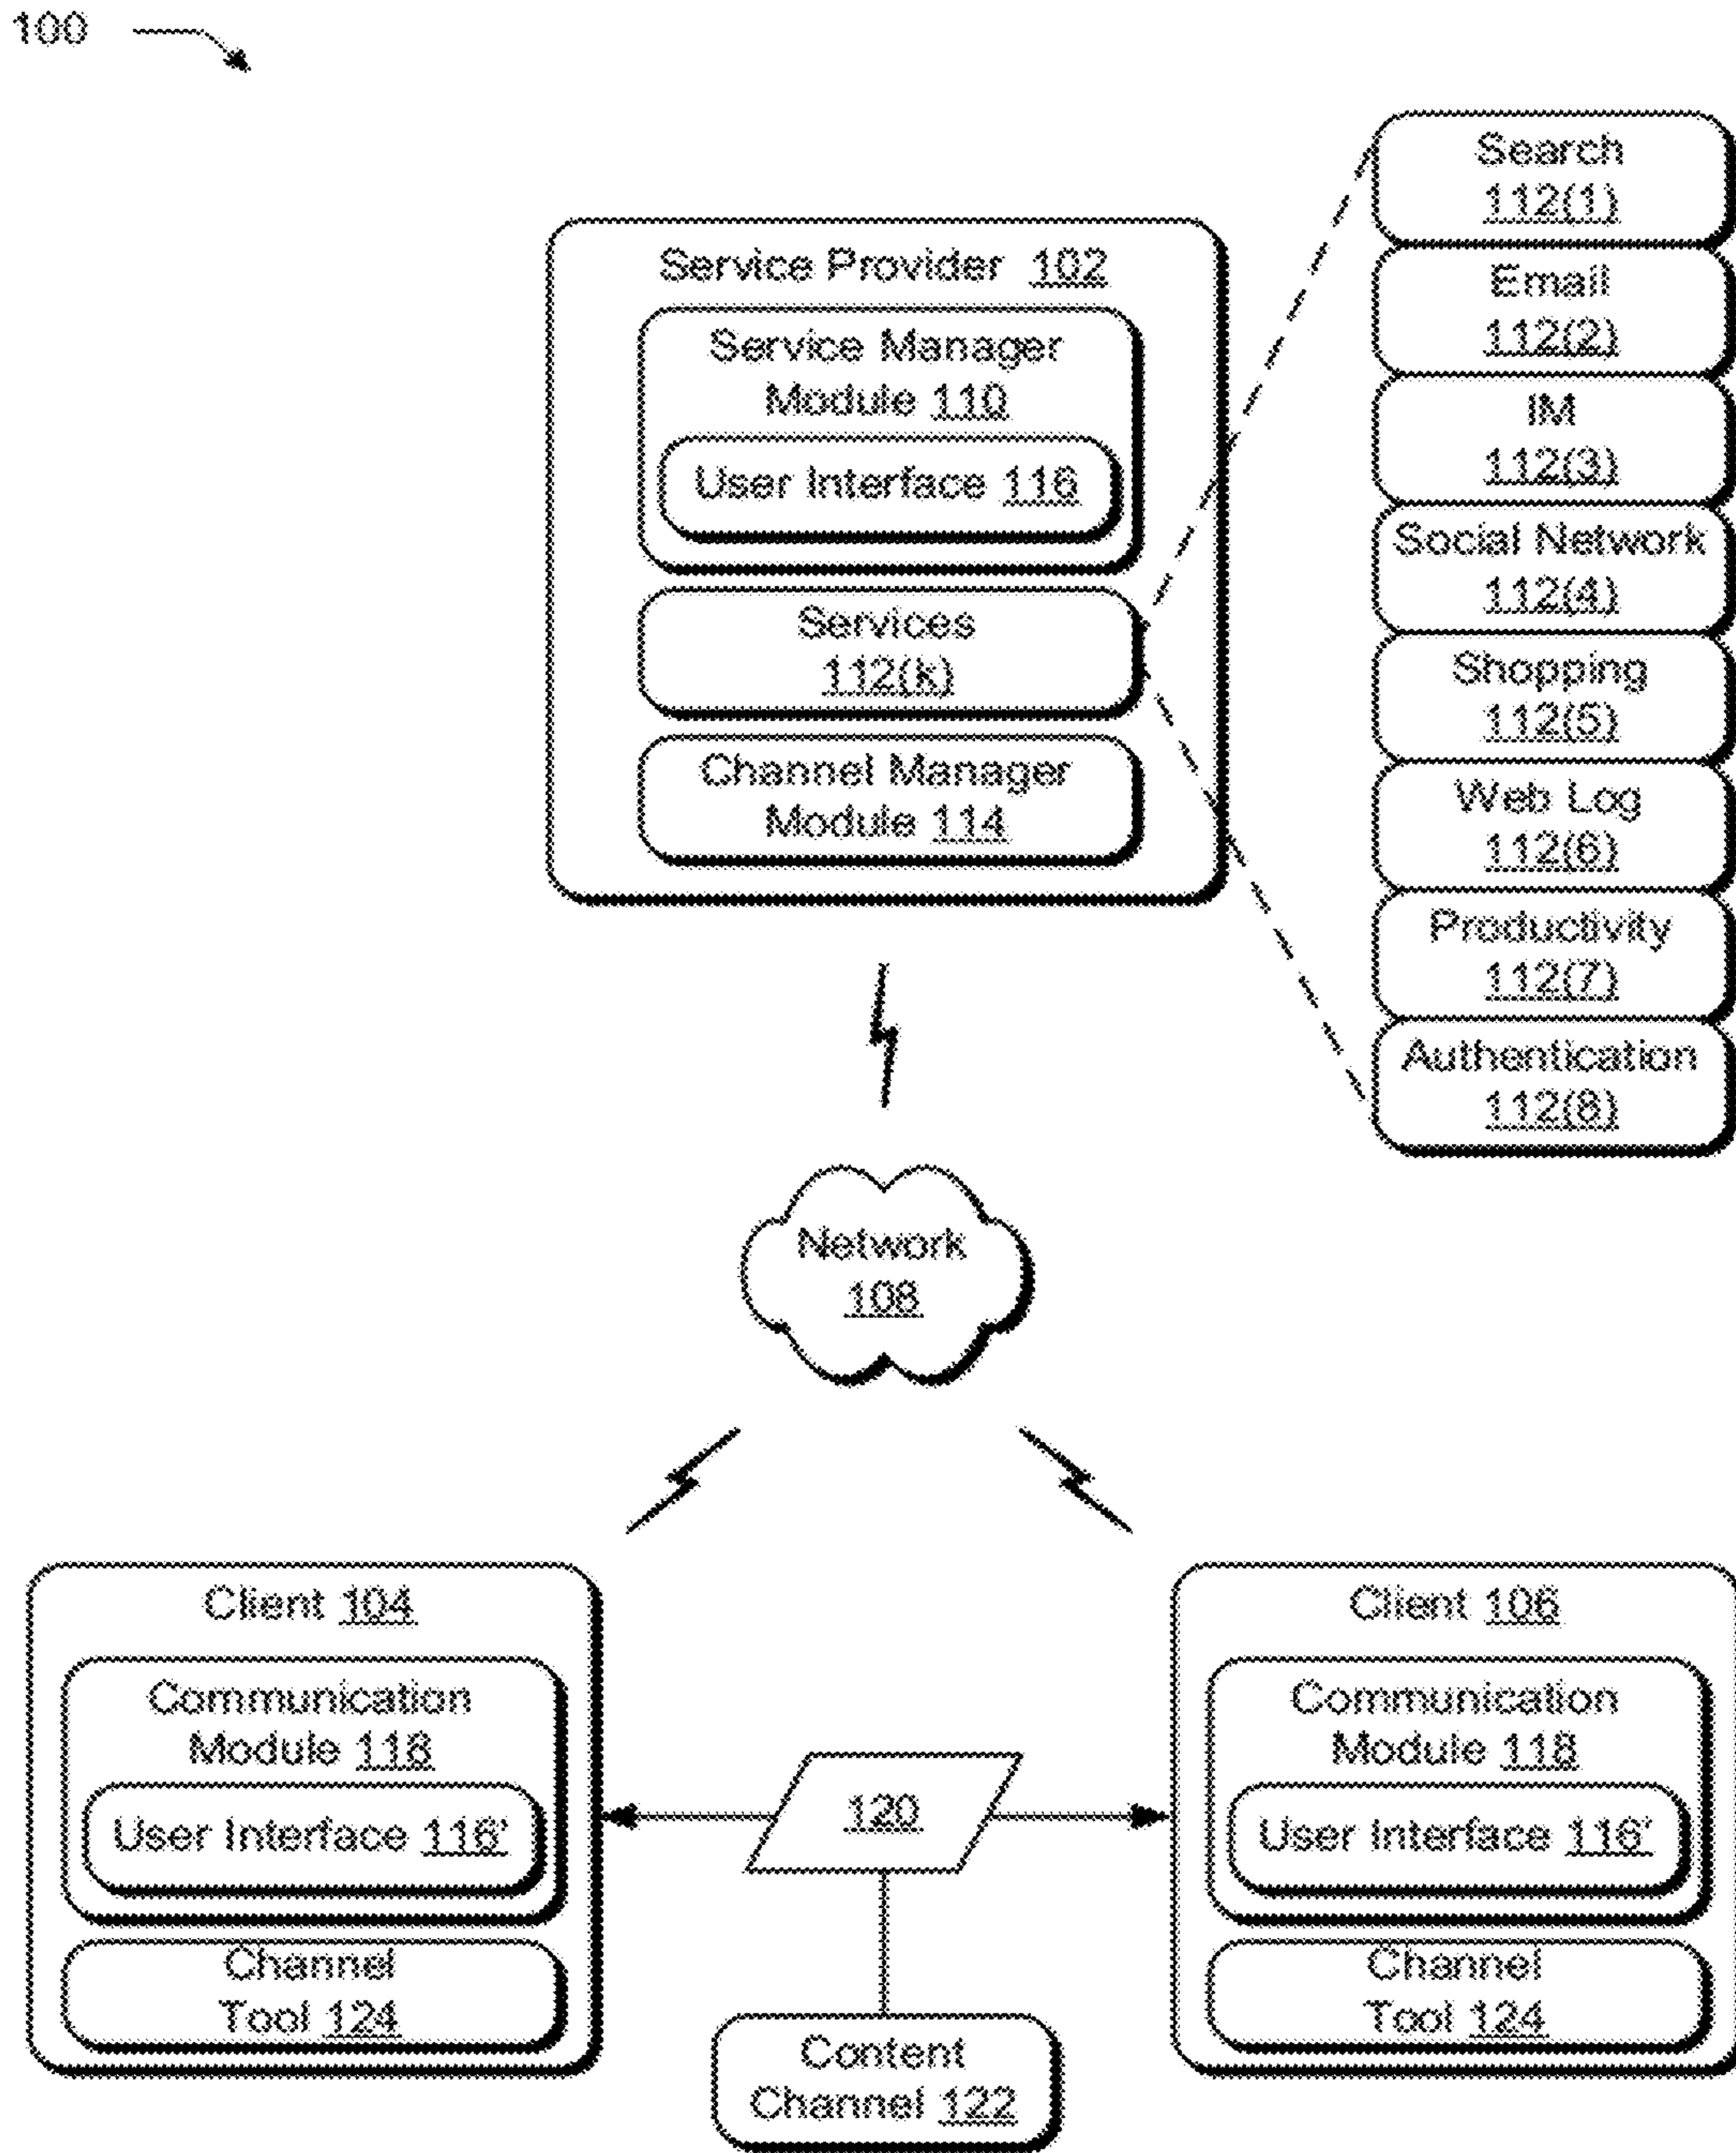 100
Service Provider 102
Service Manager
Module 110
User Interface 116
Services
112(k)
Channel Manager
Module 114
Search
112(1)
Email
112(2)
IM
112(3)
Social Network
112(4)
Shopping
112(5)
Web Log
112(6)
Productivity
112(7)
Authentication
112(8)
Network
108
Client 104
Communication
Module 118
User Interface 116'
Channel
Tool 124
120
Content
Channel 122
Client 106
Communication
Module 118
User Interface 116'
Channel
Tool 124